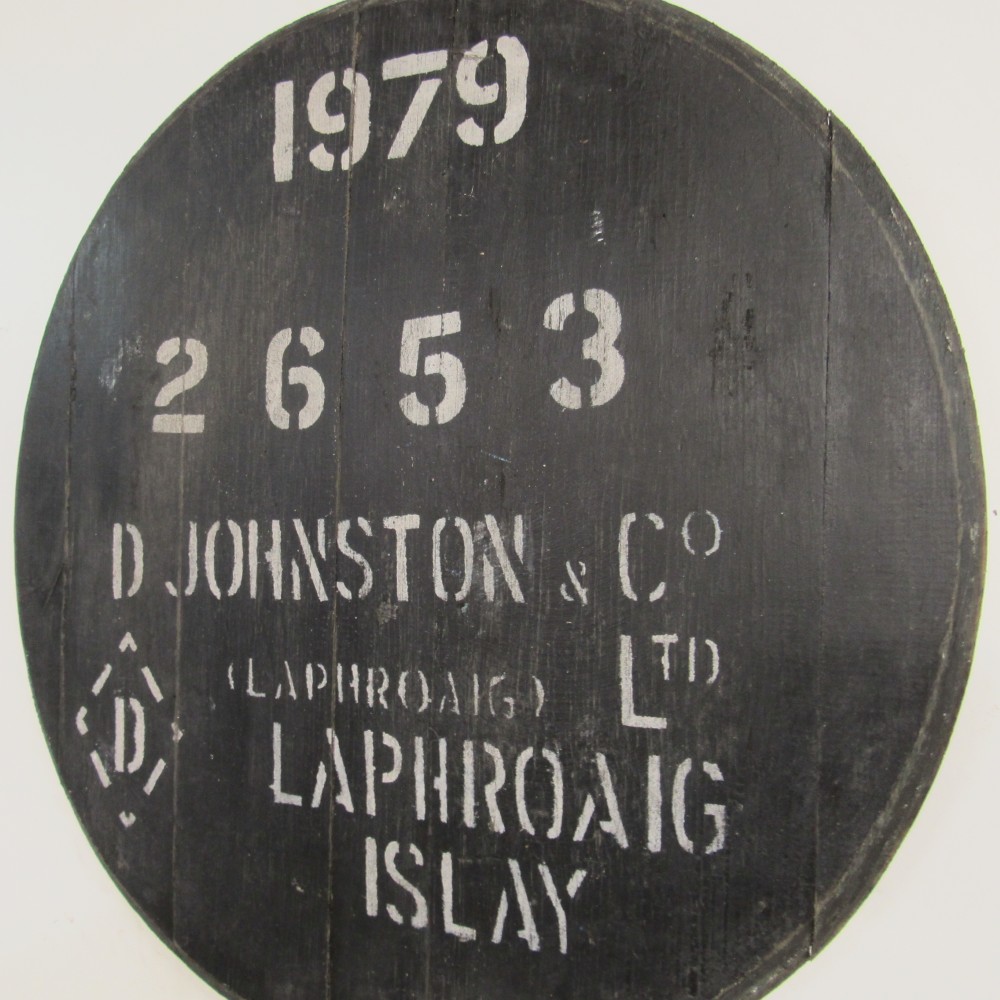 1979
2653
D JOHNSTON & Co
(LAPHROAIG) LTD
D
LAPHROAIG
ISLAY